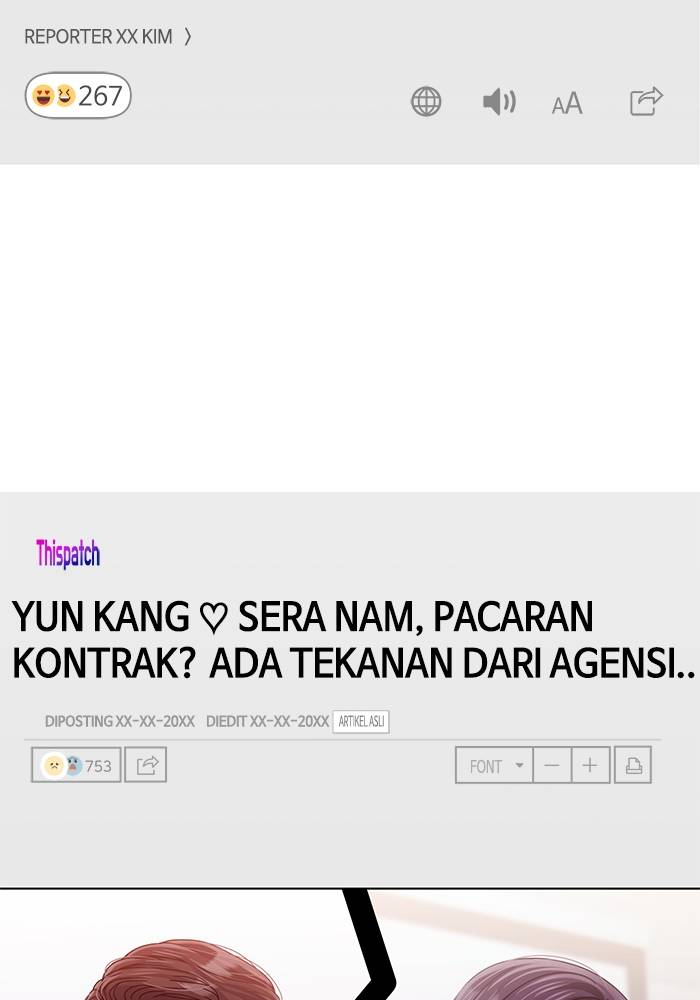 REPORTER XX KIM 〉
267
AA
Thispatch
YUN KANG ♡ SERA NAM, PACARAN
KONTRAK? ADA TEKANAN DARI AGENSI..
DIPOSTING XX-XX-20XX DIEDIT XX-XX-20XX ARTIKEL ASLI
753 FONT